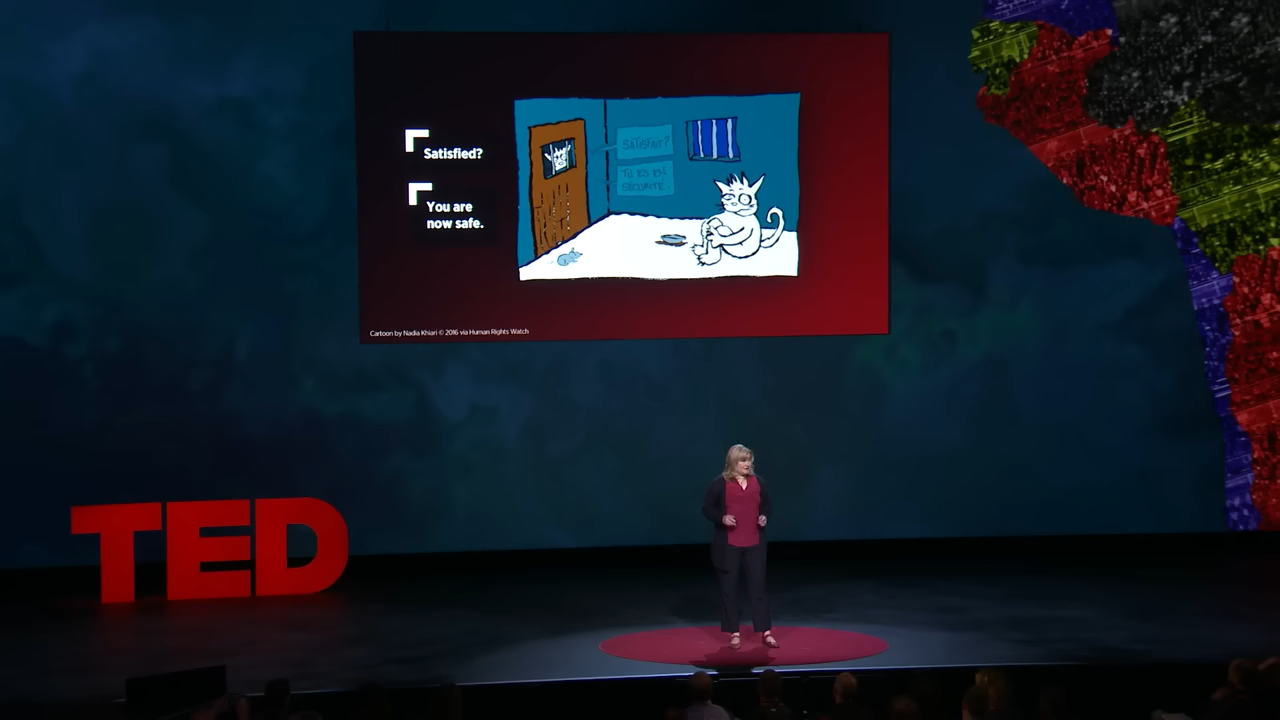 Satisfied?
You are
now safe.
SATISFAIT?
TU ES EN
SÉCURITÉ.
Cartoon by Nadia Khiari © 2016 via Human Rights Watch
TED